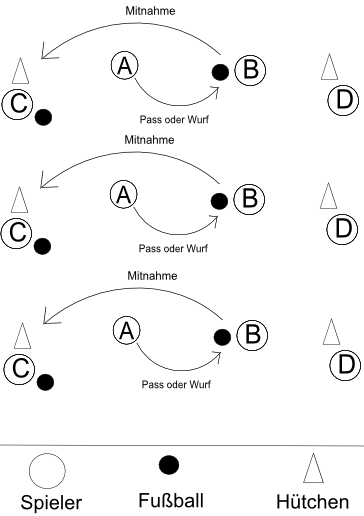 Mitnahme
A
B
C
D
Pass oder Wurf
Mitnahme
A
B
C
D
Pass oder Wurf
Mitnahme
A
B
C
D
Pass oder Wurf
Spieler
Fußball
Hütchen